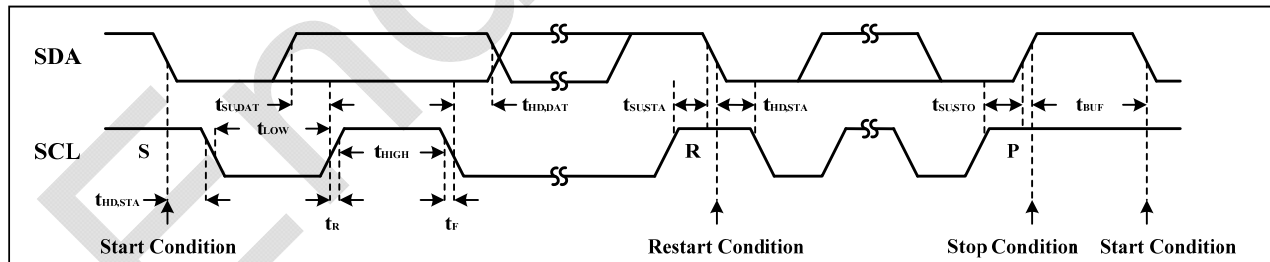 SDA
tSU,DAT tHD,DAT tSU,STA tHD,STA tSU,STO tBUF
tLOW
SCL S tHIGH R P
tHD,STA
tR tF
Start Condition Restart Condition Stop Condition Start Condition